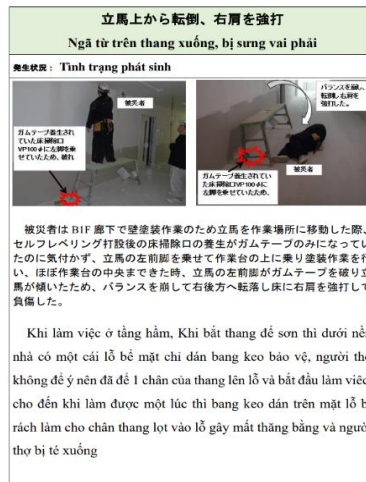 立馬上から転倒、右肩を強打
Ngã từ trên thang xuống, bị sưng vai phải
発生状況： Tình trạng phát sinh
被災者
ガムテープ養生され
ていた床掃除口
VP100φに左脚を乗
せていたため、破れ
バランスを崩し、
転倒し右肩を
強打した。
被災者
ガムテープ養生されてい
た床掃除口VP100φに
左脚を乗せていたため、
被災者は B1F 廊下で壁塗装作業のため立馬を作業場所に移動した際、
セルフレベリング打設後の床掃除口の養生がガムテープのみになってい
たのに気付かず、立馬の左前脚を乗せて作業台の上に乗り塗装作業を行
い、ほぼ作業台の中央まできた時、立馬の左前脚がガムテープを破り立
馬が傾いたため、バランスを崩して右後方へ転落し床に右肩を強打して
負傷した。
Khi làm việc ở tầng hầm, Khi bắt thang để sơn thì dưới nền
nhà có một cái lỗ bề mặt chỉ dán bang keo bảo vệ, người thợ
không để ý nên đã để 1 chân của thang lên lỗ và bắt đầu làm việc
cho đến khi làm được một lúc thì bang keo dán trên mặt lỗ bị
rách làm cho chân thang lọt vào lỗ gây mất thăng bằng và người
thợ bị té xuống